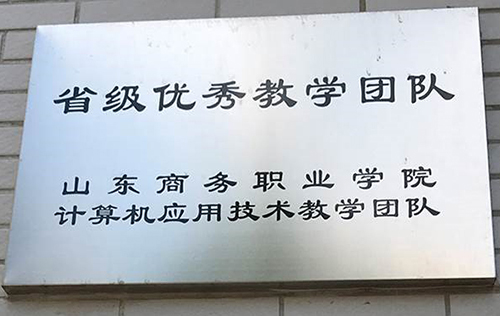 省级优秀教学团队
山东商务职业学院
计算机应用技术教学团队